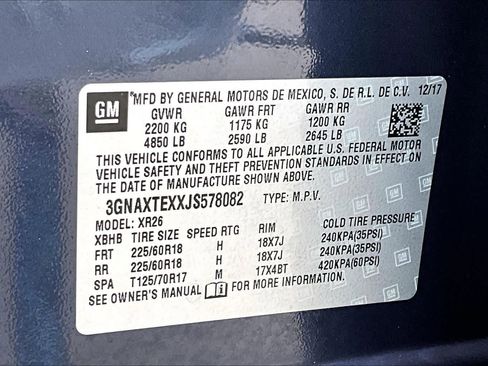 GM
*MFD BY GENERAL MOTORS DE MEXICO, S. DE R.L. DE C.V. 12/17
GVWR GAWR FRT GAWR RR
2200 KG 1175 KG 1200 KG
4850 LB 2590 LB 2645 LB
THIS VEHICLE CONFORMS TO ALL APPLICABLE U.S. FEDERAL MOTOR
VEHICLE SAFETY AND THEFT PREVENTION STANDARDS IN EFFECT ON
THE DATE OF MANUFACTURE SHOWN ABOVE.
3GNAXTEXXJS578082 TYPE: M.P.V.
MODEL: XR26
XBHB TIRE SIZE SPEED RTG RIM COLD TIRE PRESSURE
FRT 225/60R18 H 18X7J 240KPA(35PSI)
RR 225/60R18 H 18X7J 240KPA(35PSI)
SPA T125/70R17 M 17X4BT 420KPA(60PSI)
SEE OWNER'S MANUAL FOR MORE INFORMATION.